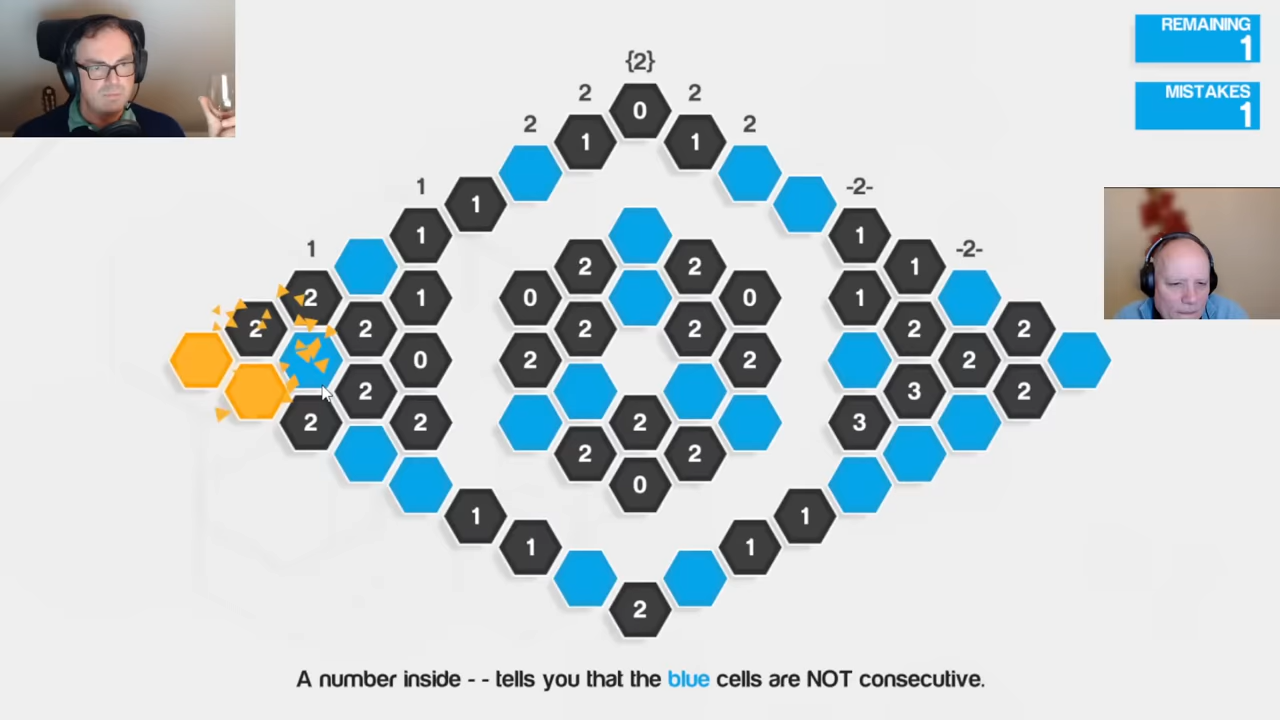 REMAINING
1
MISTAKES
1
{2}
2 2
0
2 1 1 2
1 1 -2-
1 1 1
1 1 -2-
2 2 2
2 1 0 0 1
2 2 2 2 2 2
0 2 2
2 2 3 2
2 2 2 3
2 2
0
1 1
1 1
2
A number inside - - tells you that the blue cells are NOT consecutive.